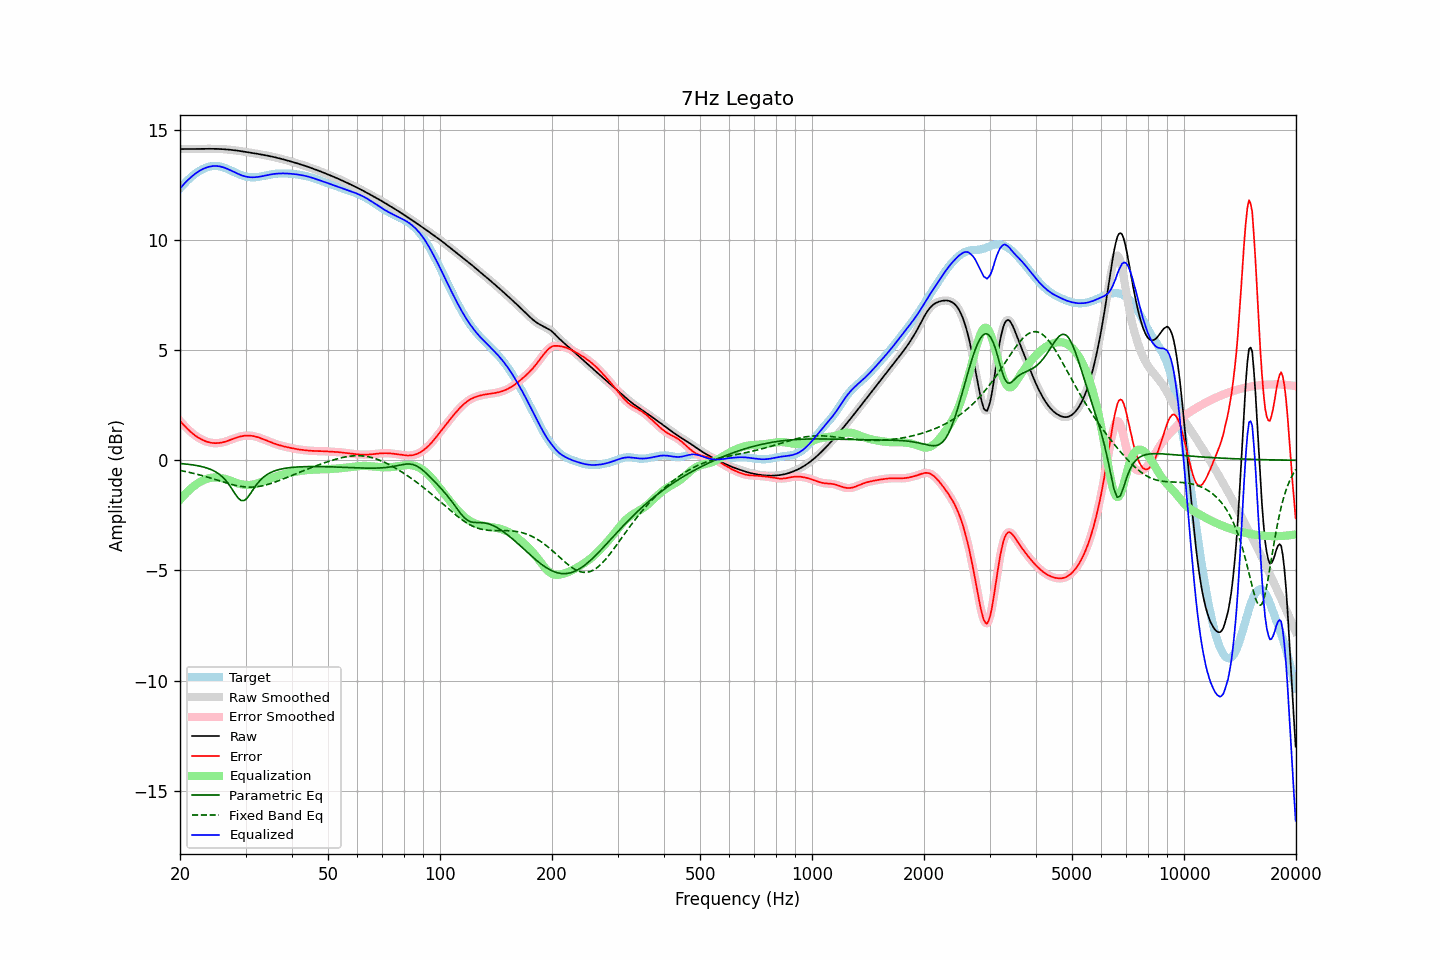 7Hz Legato
15
10
5
0
−5
−10
−15
Amplitude (dBr)
Target
Raw Smoothed
Error Smoothed
Raw
Error
Equalization
Parametric Eq
Fixed Band Eq
Equalized
20 50 100 200 500 1000 2000 5000 10000 20000
Frequency (Hz)